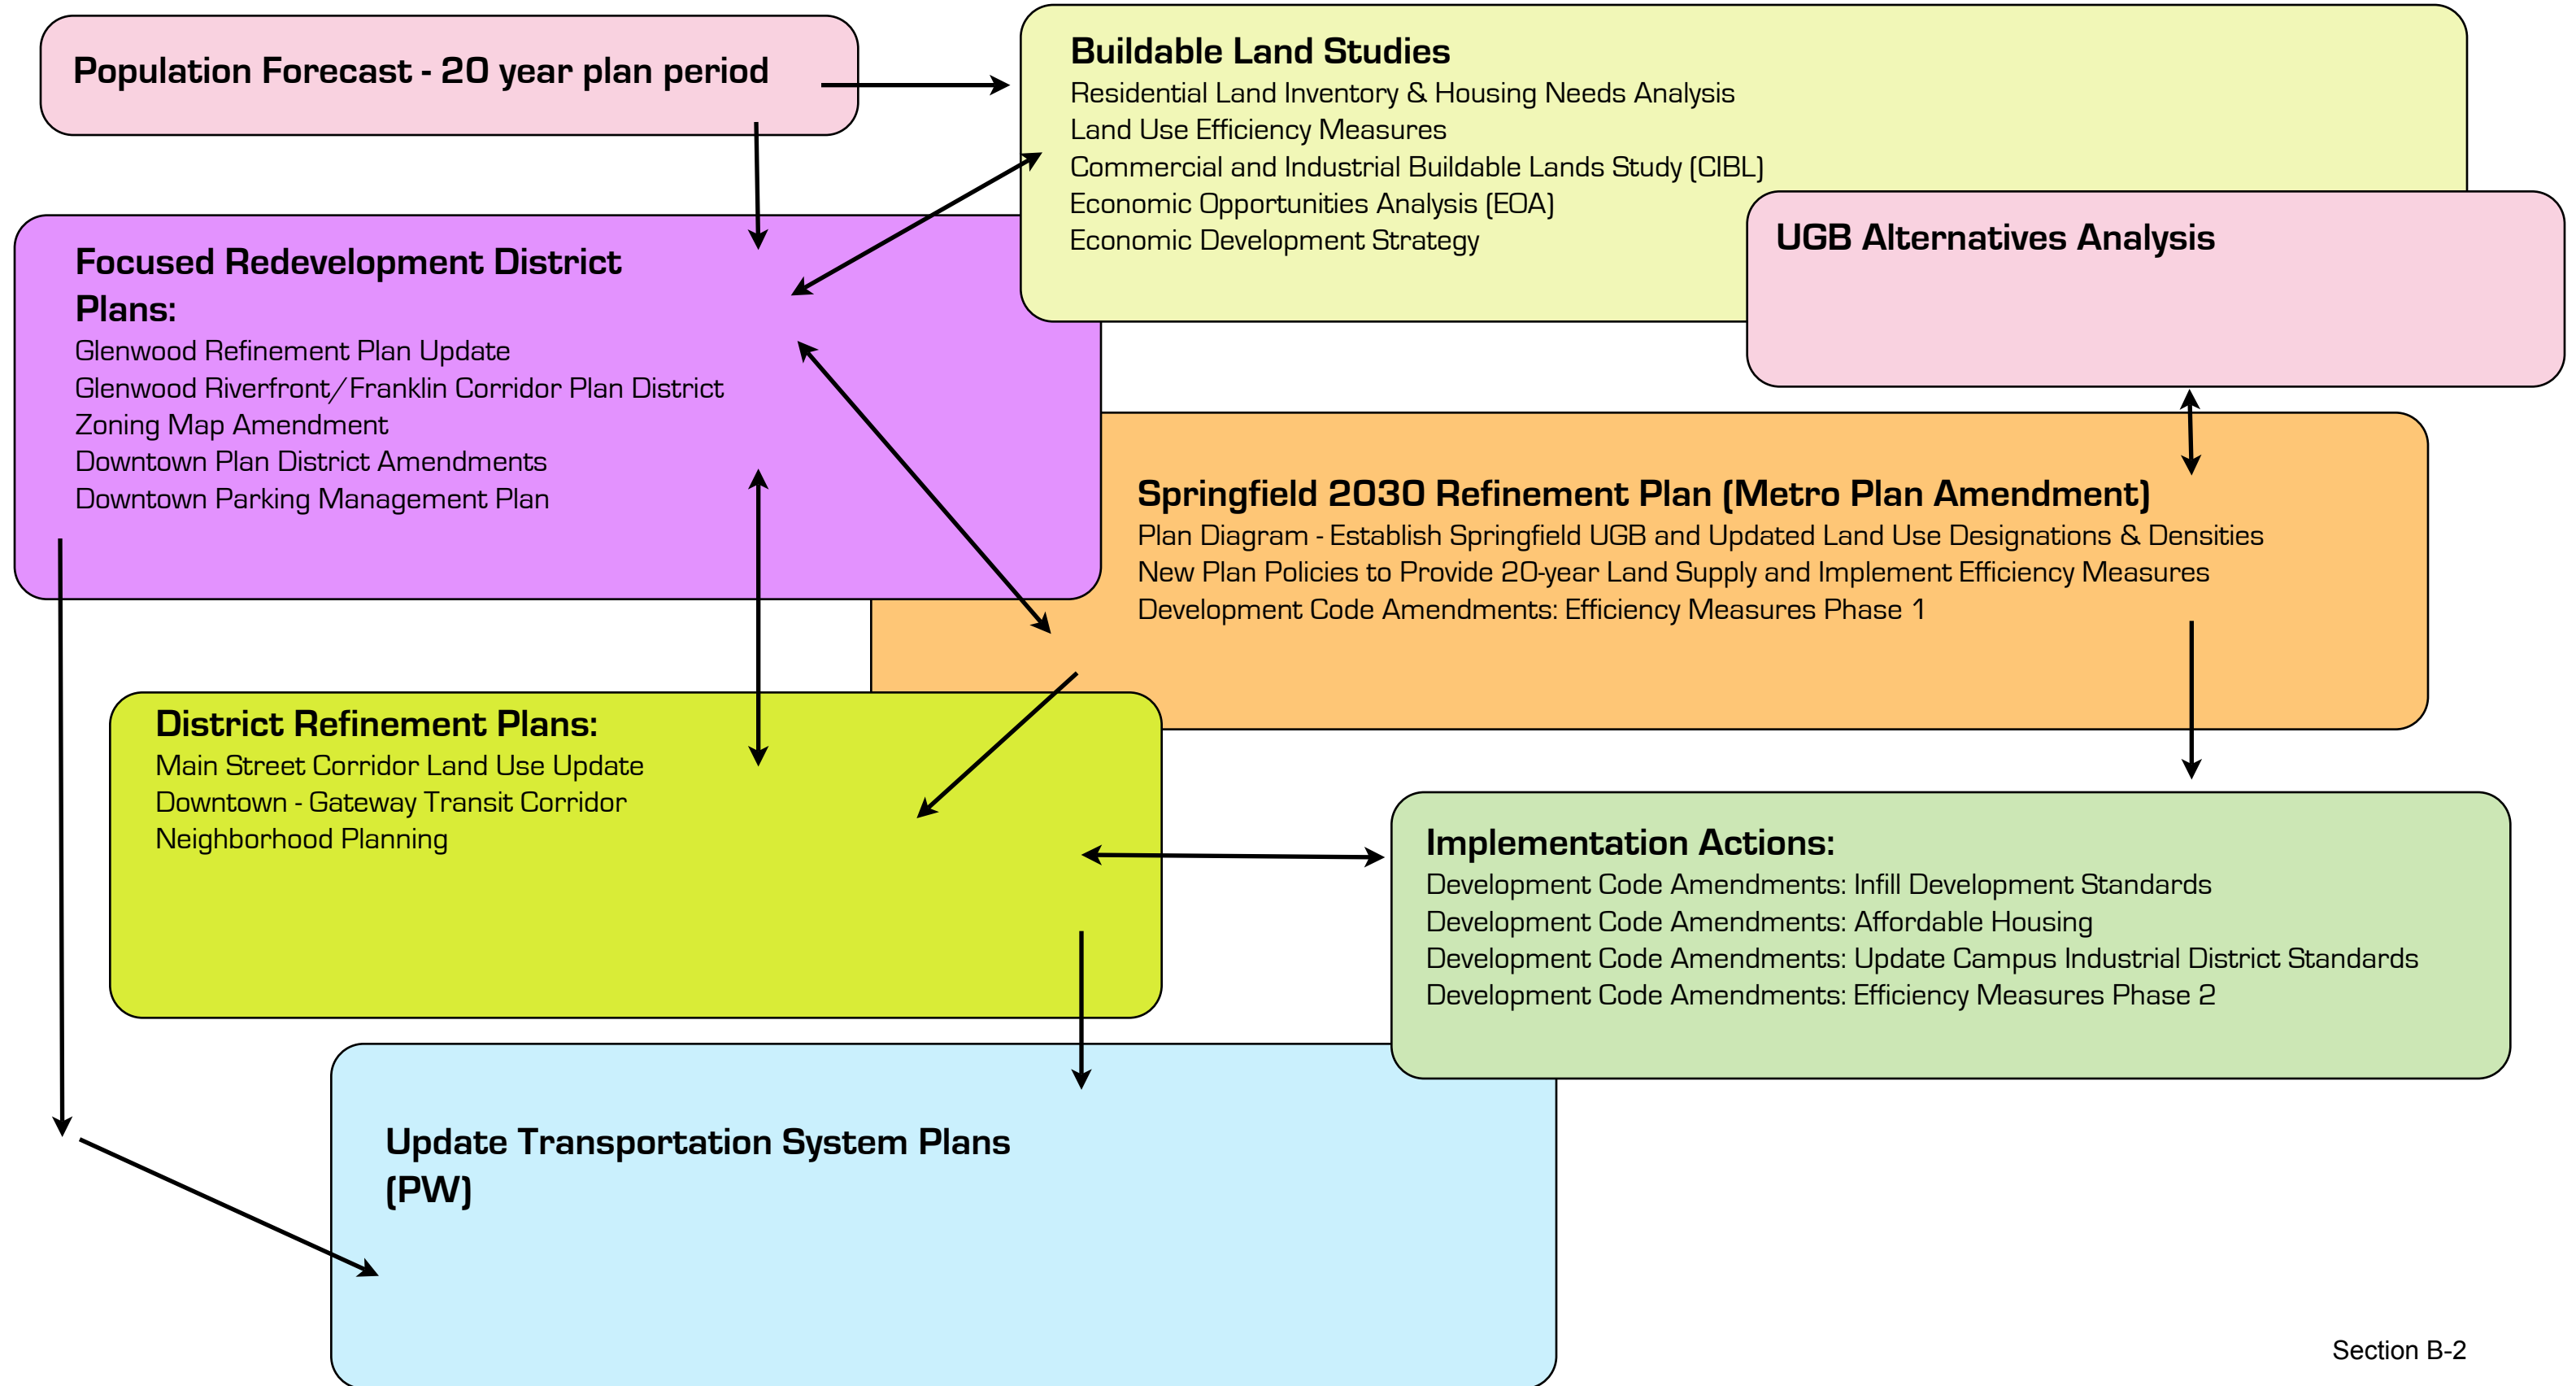 Population Forecast - 20 year plan period
Buildable Land Studies
Residential Land Inventory & Housing Needs Analysis
Land Use Efficiency Measures
Commercial and Industrial Buildable Lands Study (CIBL)
Economic Opportunities Analysis (EOA)
Economic Development Strategy
UGB Alternatives Analysis
Focused Redevelopment District
Plans:
Glenwood Refinement Plan Update
Glenwood Riverfront/Franklin Corridor Plan District
Zoning Map Amendment
Downtown Plan District Amendments
Downtown Parking Management Plan
Springfield 2030 Refinement Plan (Metro Plan Amendment)
Plan Diagram - Establish Springfield UGB and Updated Land Use Designations & Densities
New Plan Policies to Provide 20-year Land Supply and Implement Efficiency Measures
Development Code Amendments: Efficiency Measures Phase 1
District Refinement Plans:
Main Street Corridor Land Use Update
Downtown - Gateway Transit Corridor
Neighborhood Planning
Implementation Actions:
Development Code Amendments: Infill Development Standards
Development Code Amendments: Affordable Housing
Development Code Amendments: Update Campus Industrial District Standards
Development Code Amendments: Efficiency Measures Phase 2
Update Transportation System Plans
(PW)
Section B-2